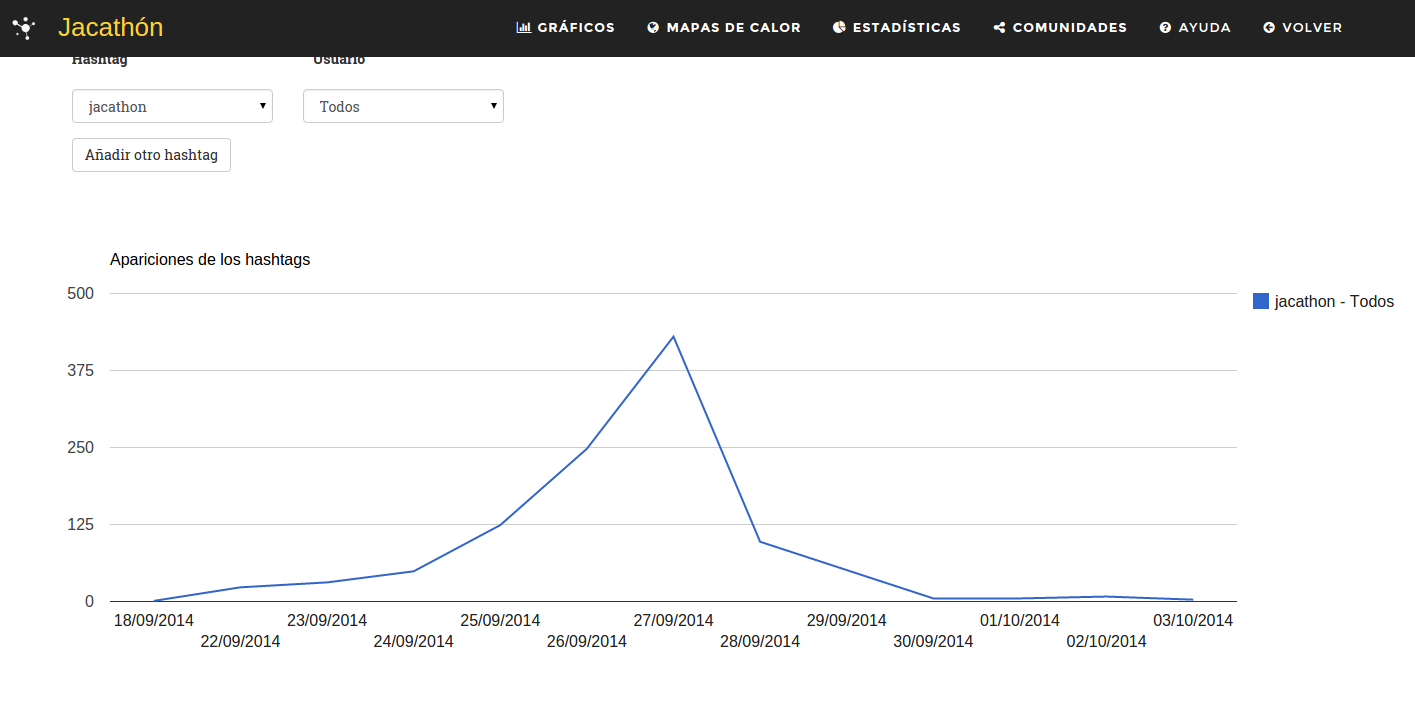 Jacathón GRÁFICOS MAPAS DE CALOR ESTADÍSTICAS COMUNIDADES AYUDA VOLVER
Hashtag Usuario
jacathon Todos
Añadir otro hashtag
Apariciones de los hashtags
500
jacathon - Todos
375
250
125
0
18/09/2014 23/09/2014 25/09/2014 27/09/2014 29/09/2014 01/10/2014 03/10/2014
22/09/2014 24/09/2014 26/09/2014 28/09/2014 30/09/2014 02/10/2014